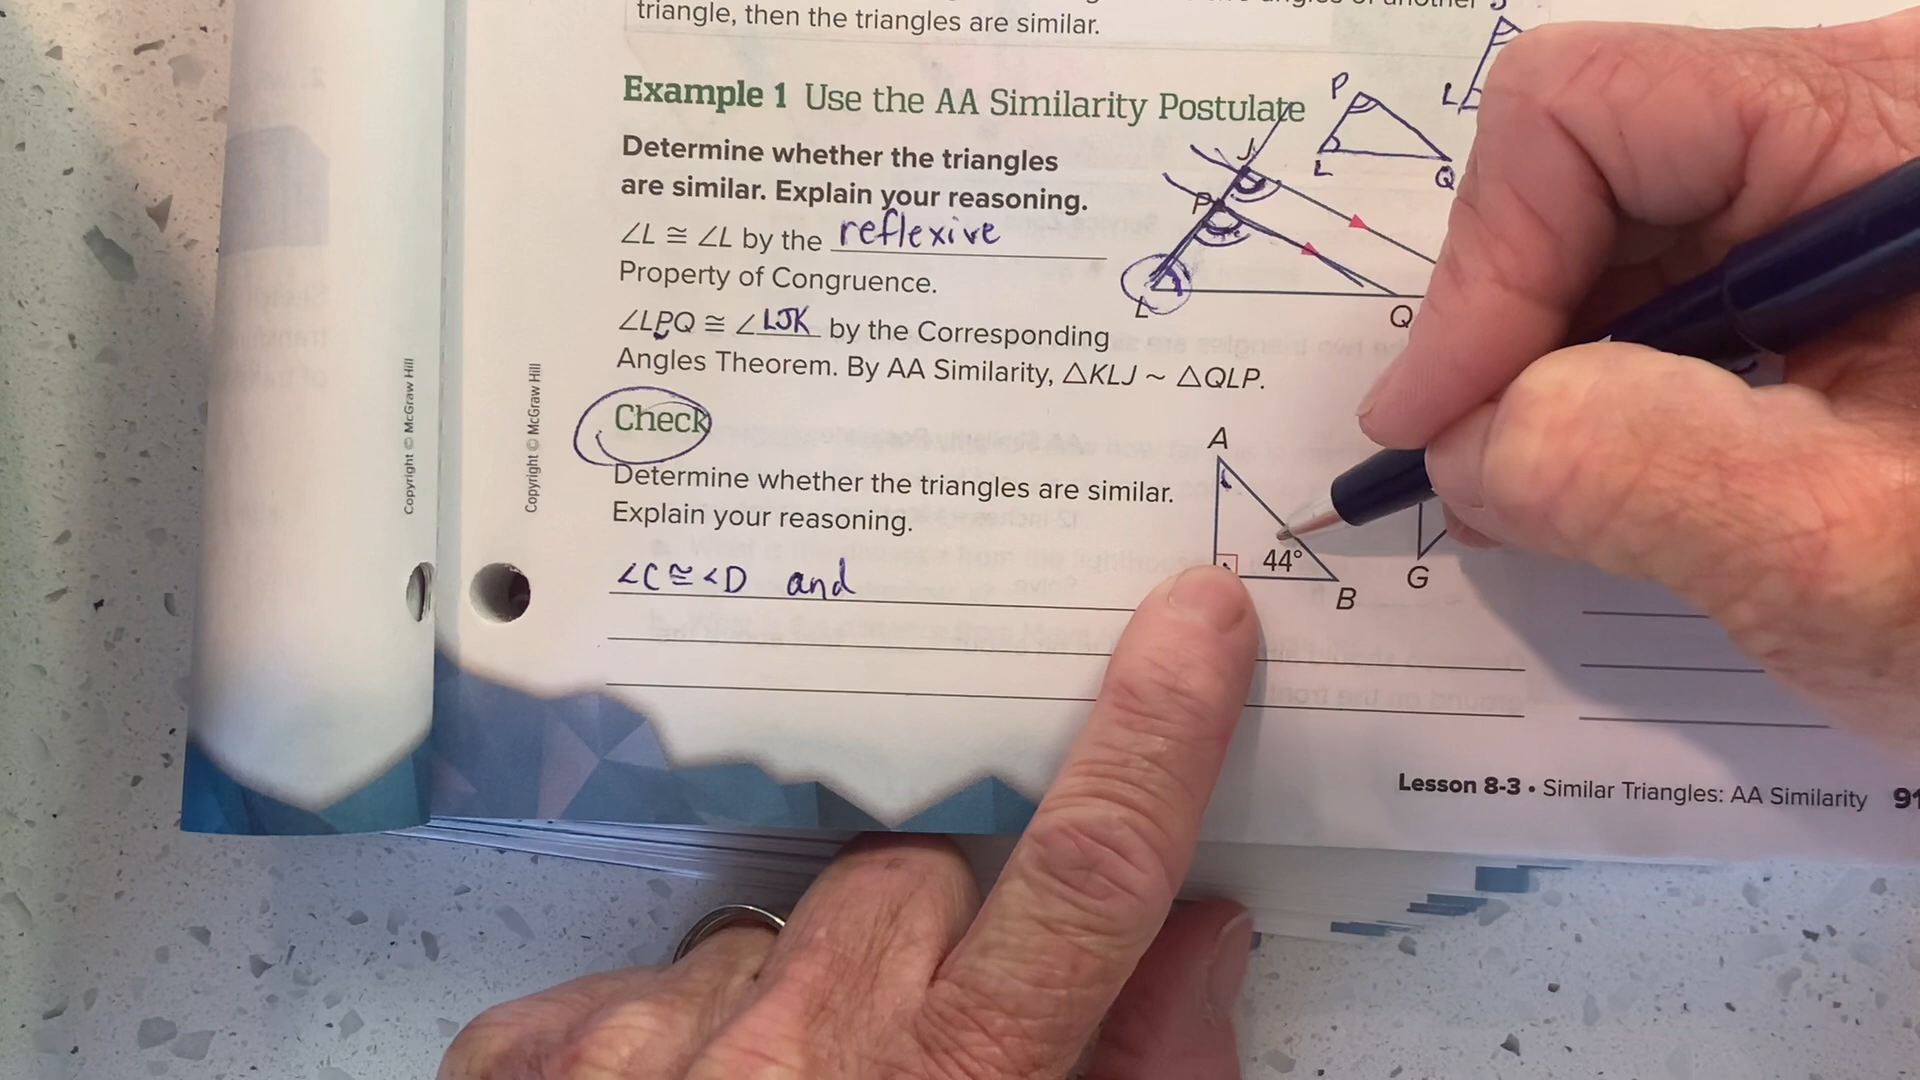 triangle, then the triangles are similar.
Example 1 Use the AA Similarity Postulate
Determine whether the triangles
are similar. Explain your reasoning.
∠L ≅ ∠L by the reflexive
Property of Congruence.
∠LPQ ≅ ∠LJK by the Corresponding
Angles Theorem. By AA Similarity, △KLJ ~ △QLP.
P
L
L
Q
J
P
L
Q
Check
Determine whether the triangles are similar.
Explain your reasoning.
∠C ≅ ∠D and
A
44°
B
G
Copyright © McGraw Hill
Copyright © McGraw Hill
Lesson 8-3 • Similar Triangles: AA Similarity